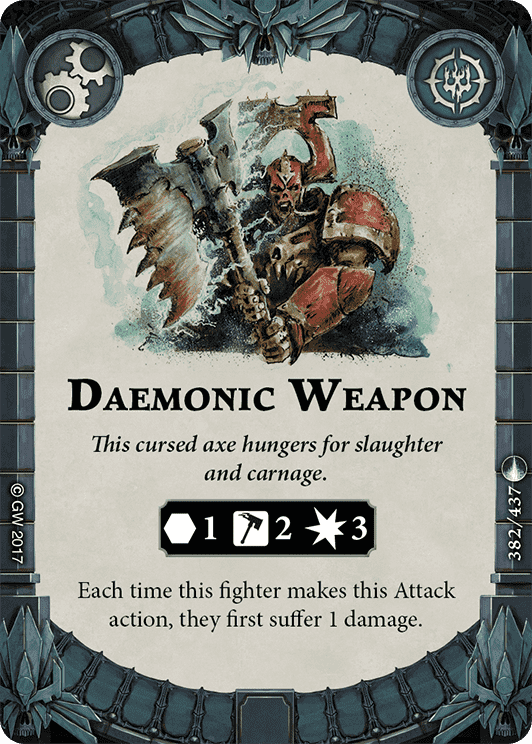 DAEMONIC WEAPON
This cursed axe hungers for slaughter
and carnage.
1 2 3
Each time this fighter makes this Attack
action, they first suffer 1 damage.
© GW 2017
382/437